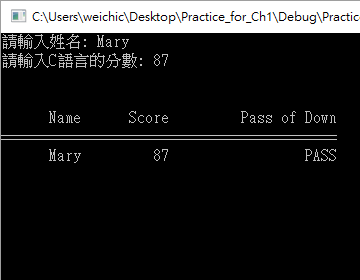 C:\Users\weichic\Desktop\Practice_for_Ch1\Debug\Practic
請輸入姓名: Mary
請輸入C語言的分數: 87
Name Score Pass of Down
Mary 87 PASS